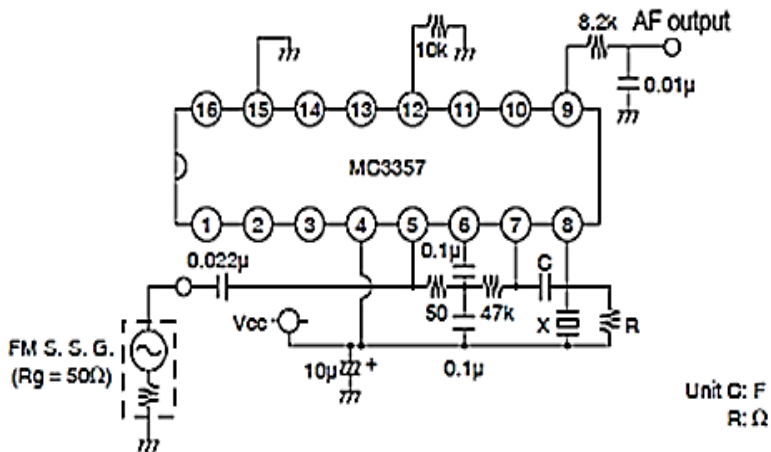 8.2k AF output
10k
0.01μ
16 15 14 13 12 11 10 9
MC3357
1 2 3 4 5 6 7 8
0.022μ
0.1μ
C
50 47k
X R
Vcc
FM S. S. G.
(Rg = 50Ω)
10μ +
0.1μ
Unit C: F
R: Ω